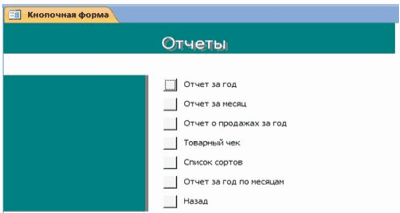 Кнопочная форма
Отчеты
Отчет за год
Отчет за месяц
Отчет о продажах за год
Товарный чек
Список сортов
Отчет за год по месяцам
Назад